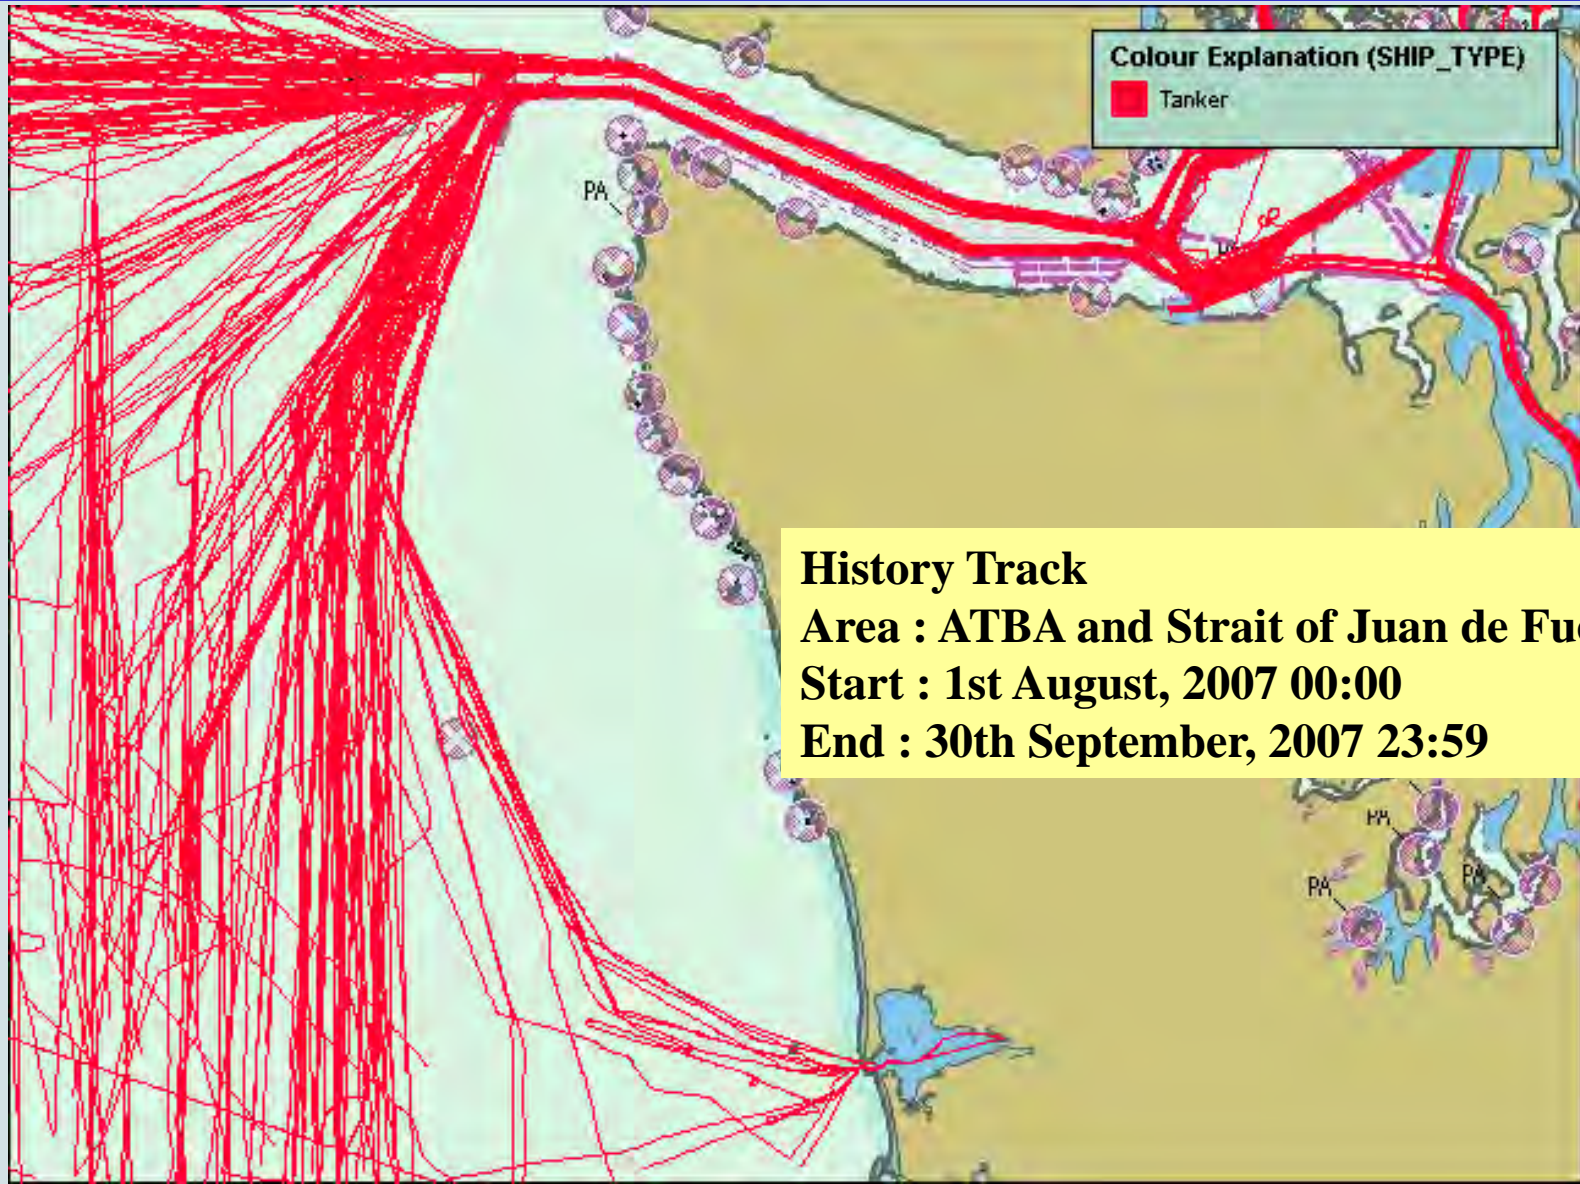 Colour Explanation (SHIP_TYPE)
Tanker
PA
History Track
Area : ATBA and Strait of Juan de Fu
Start : 1st August, 2007 00:00
End : 30th September, 2007 23:59
PA
PA
PA